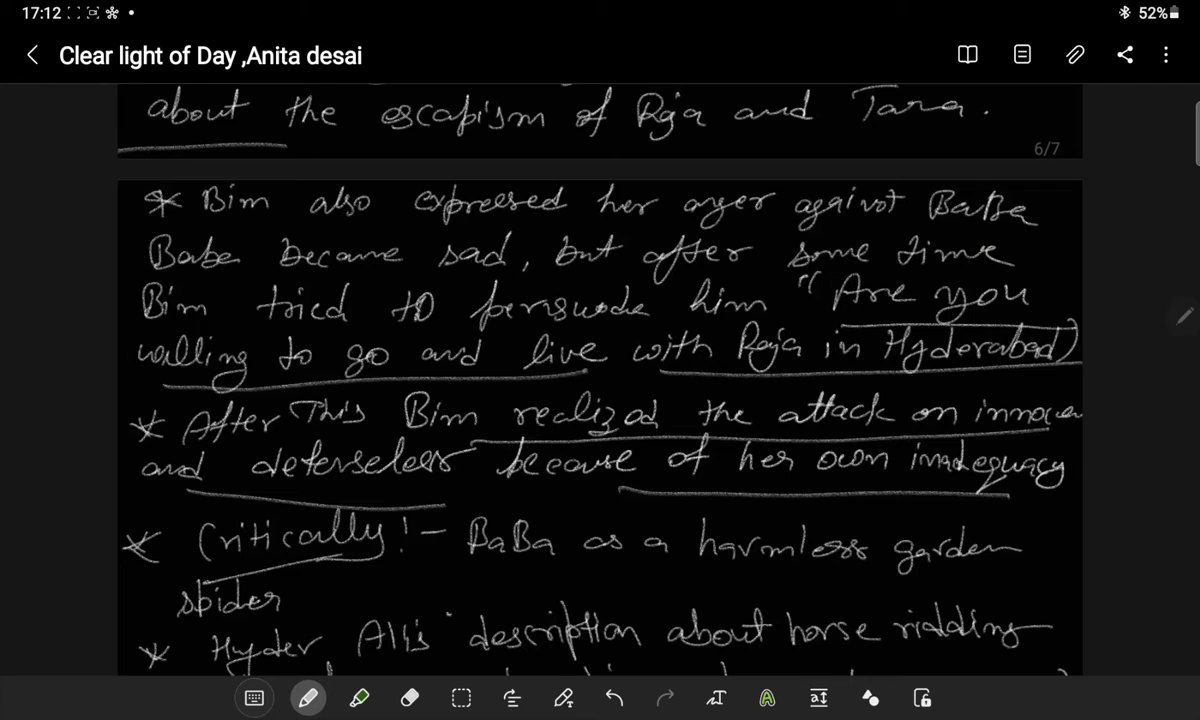 17:12
52%
Clear light of Day ,Anita desai
about the escapism of Raja and Tara.
6/7
* Bim also expressed her anger against BaBa
Baba became sad, but after some time
Bim tried to perswode him "Are you
willing to go and live with Raja in Hyderabad)
* After This Bim realized the attack on innocen
and defenseless because of her own inadequacy
* Critically:- BaBa as a harmless garden
spider
* Hyder Ali's description about horse ridding